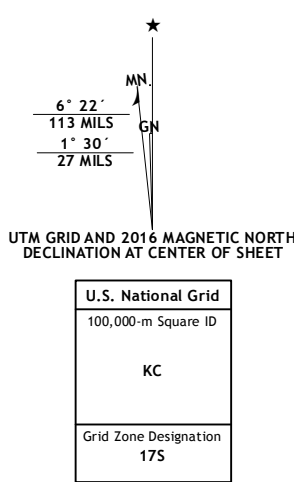 ★
MN
6° 22´
113 MILS
GN
1° 30´
27 MILS
UTM GRID AND 2016 MAGNETIC NORTH
DECLINATION AT CENTER OF SHEET
U.S. National Grid
100,000-m Square ID
KC
Grid Zone Designation
17S